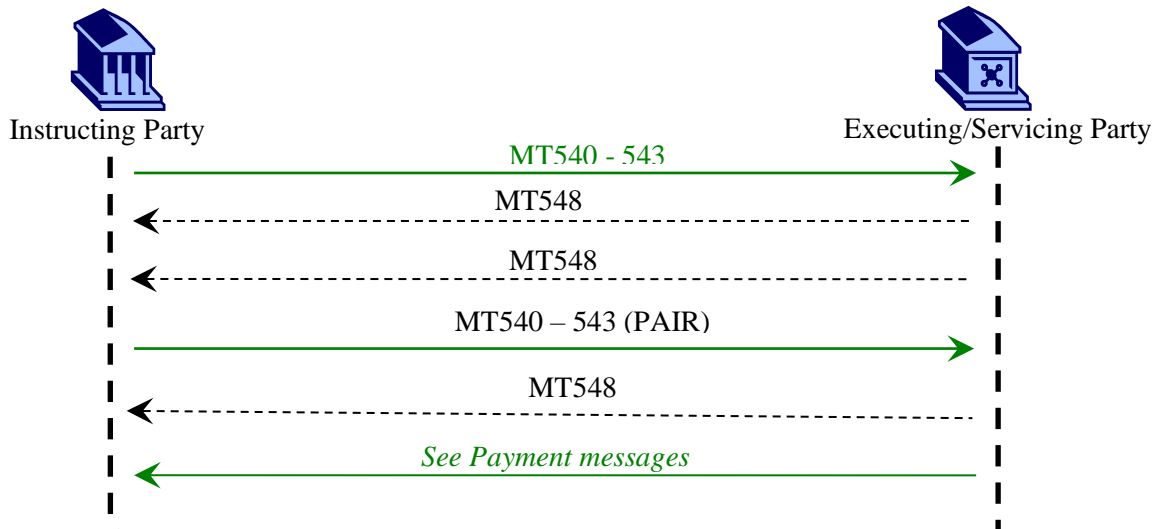 Instructing Party
Executing/Servicing Party
MT540 - 543
MT548
MT548
MT540 – 543 (PAIR)
MT548
See Payment messages